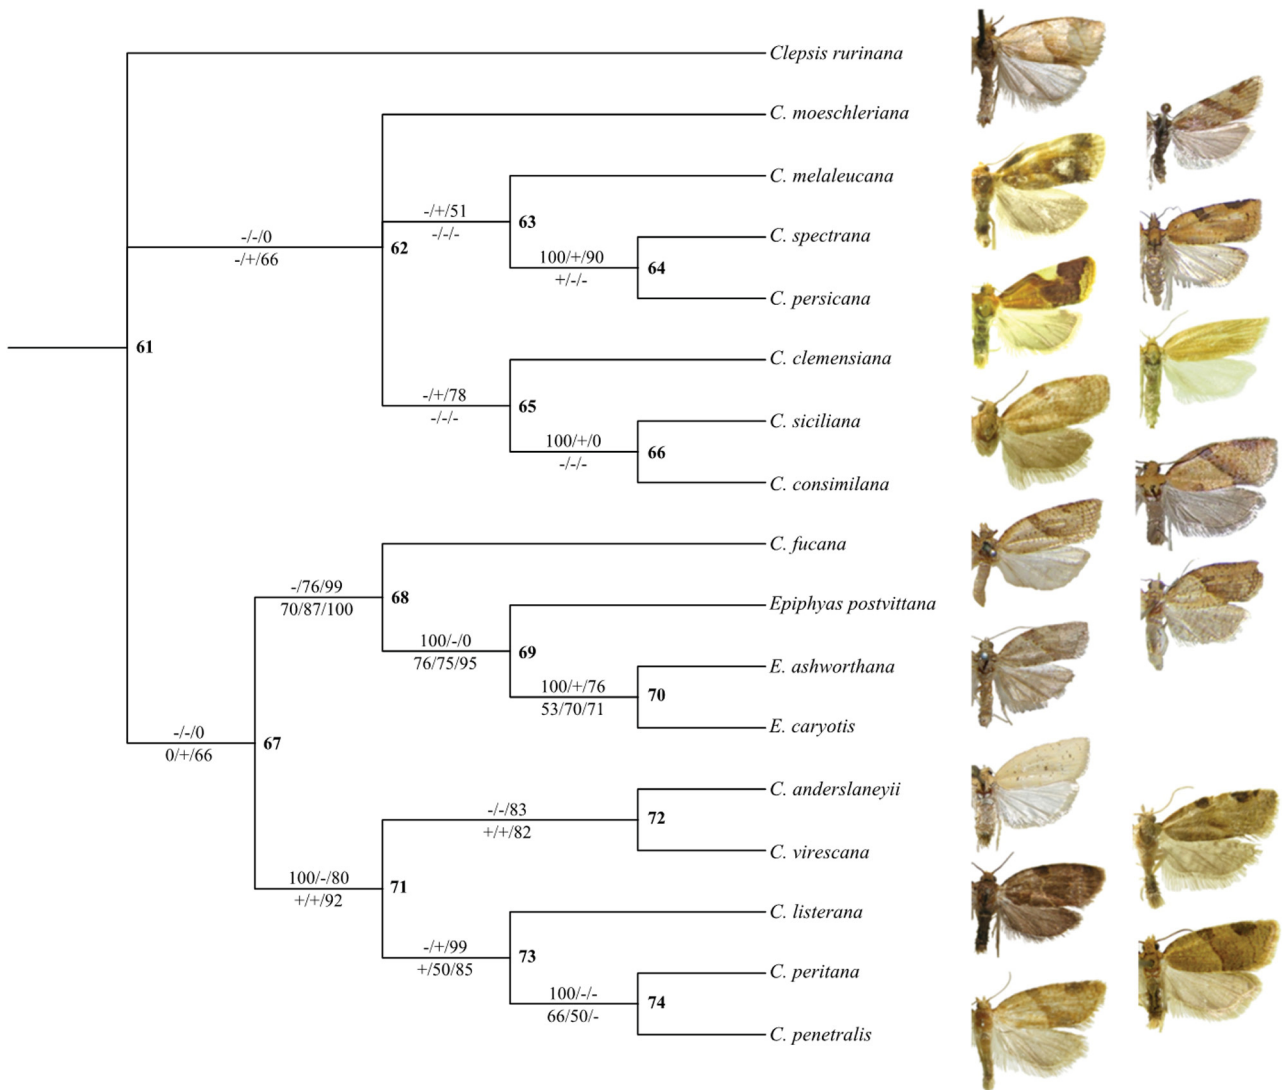 Clepsis rurinana
C. moeschleriana
C. melaleucana
-/+/51
63
-/-/-
C. spectrana
-/-/0
62
-/+/66
100/+/90
64
+/-/-
C. persicana
61
C. clemensiana
-/+/78
65
-/-/-
C. siciliana
100/+/0
66
-/-/-
C. consimilana
C. fucana
-/76/99
68
70/87/100
Epiphyas postvittana
100/-/0
69
76/75/95
E. ashworthana
100/+/76
70
53/70/71
E. caryotis
-/-/0
67
0/+/66
C. anderslaneyii
-/-/83
72
+/+/82
C. virescana
100/-/80
71
+/+/92
C. listerana
-/+/99
73
+/50/85
C. peritana
100/-/-
74
66/50/-
C. penetralis